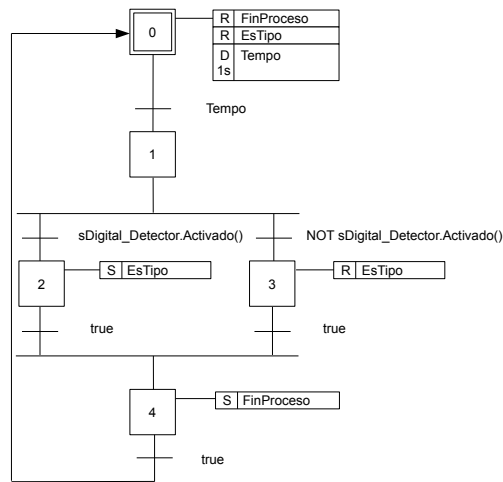 0
R FinProceso
R EsTipo
D Tempo
1s
Tempo
1
sDigital_Detector.Activado()
NOT sDigital_Detector.Activado()
2
S EsTipo
3
R EsTipo
true
true
4
S FinProceso
true